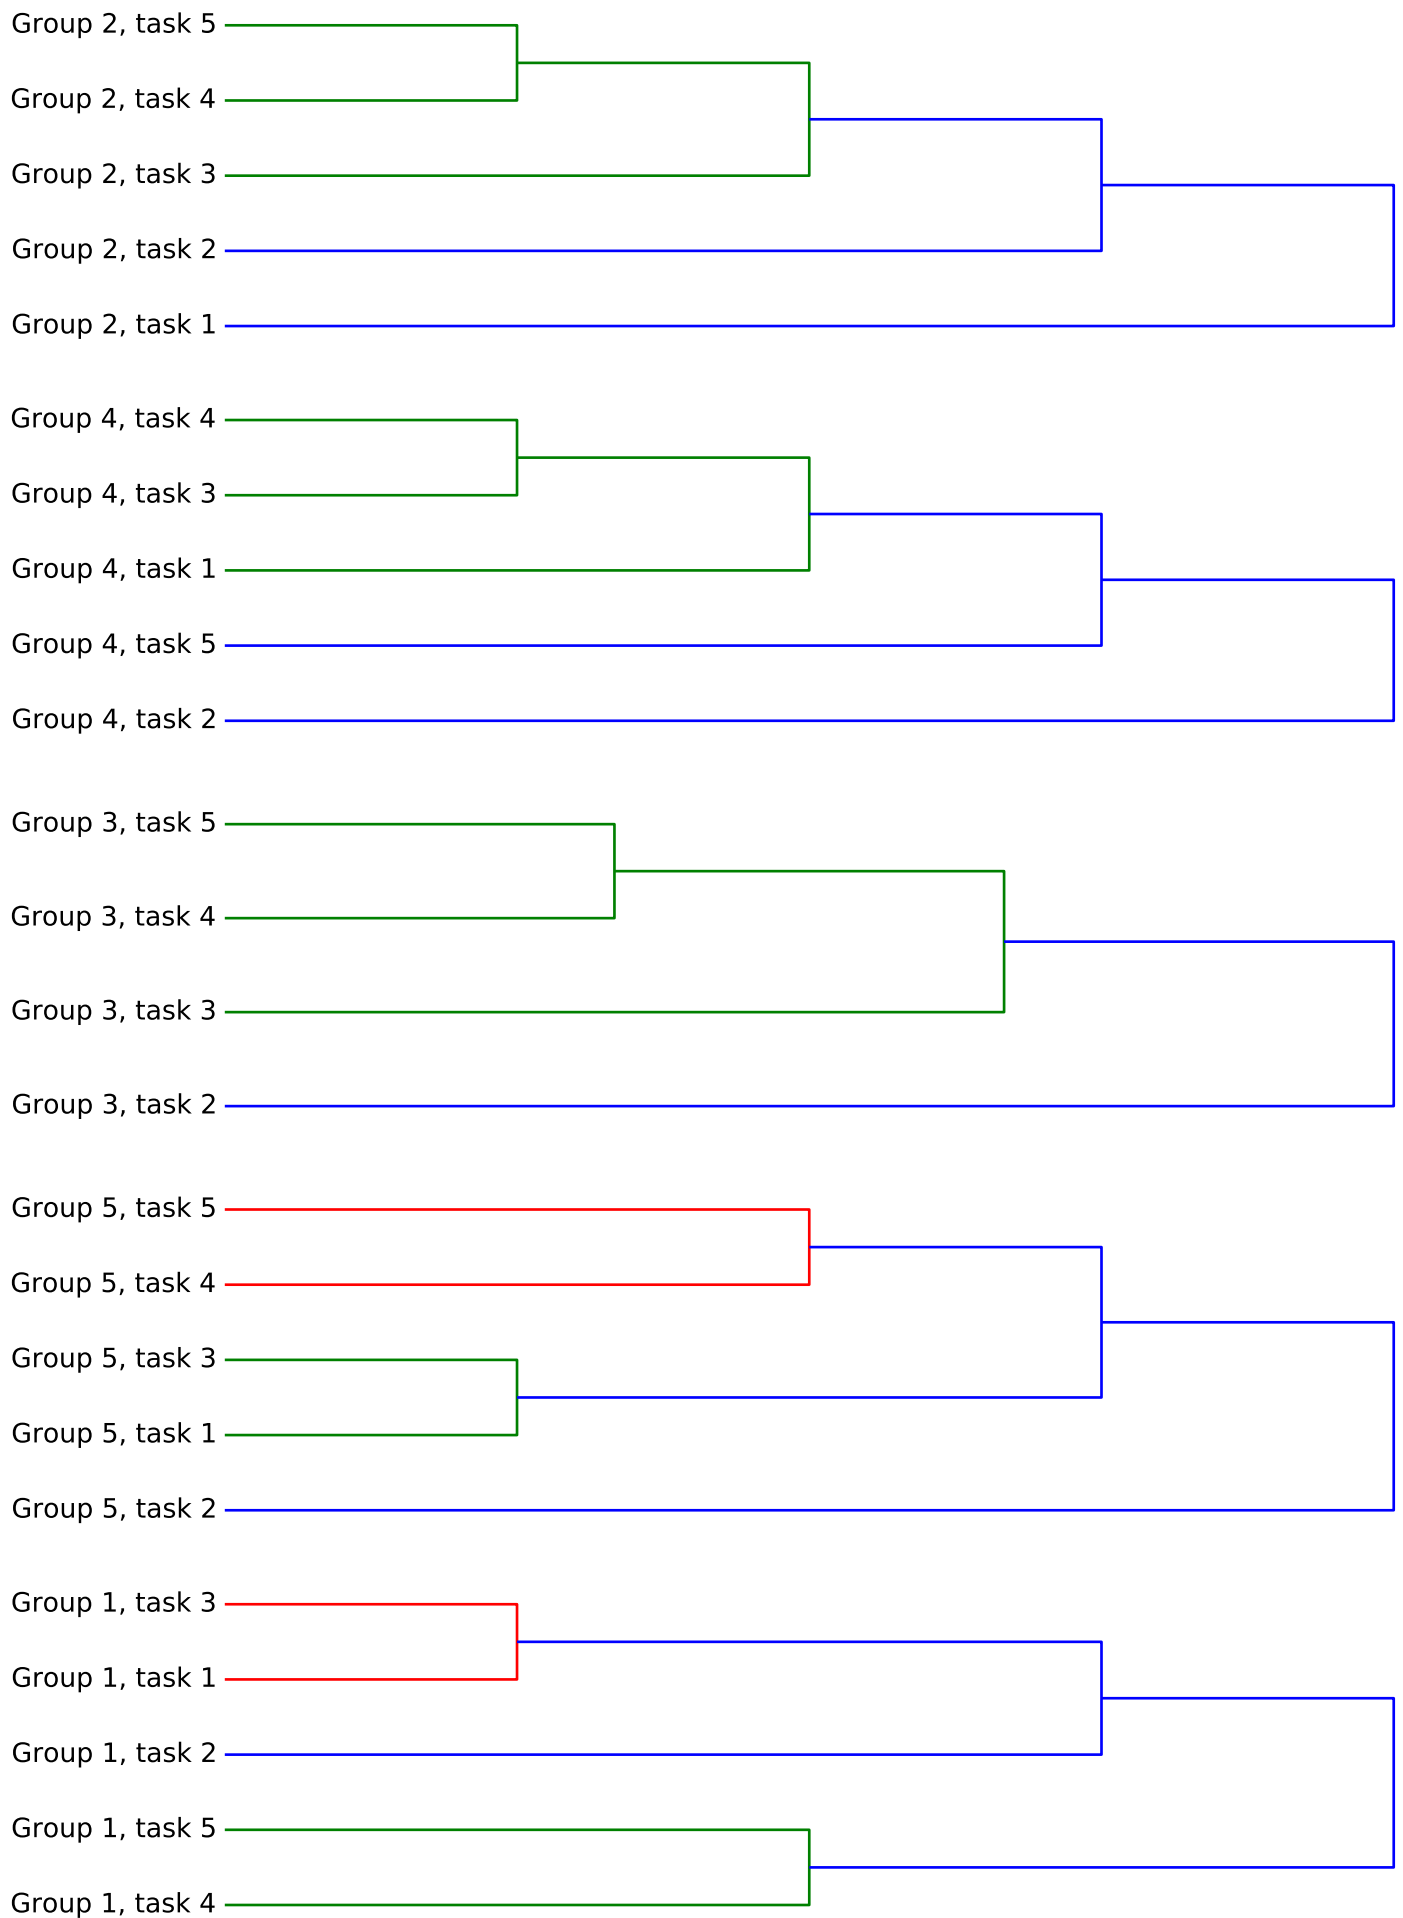 Group 2, task 5
Group 2, task 4
Group 2, task 3
Group 2, task 2
Group 2, task 1
Group 4, task 4
Group 4, task 3
Group 4, task 1
Group 4, task 5
Group 4, task 2
Group 3, task 5
Group 3, task 4
Group 3, task 3
Group 3, task 2
Group 5, task 5
Group 5, task 4
Group 5, task 3
Group 5, task 1
Group 5, task 2
Group 1, task 3
Group 1, task 1
Group 1, task 2
Group 1, task 5
Group 1, task 4